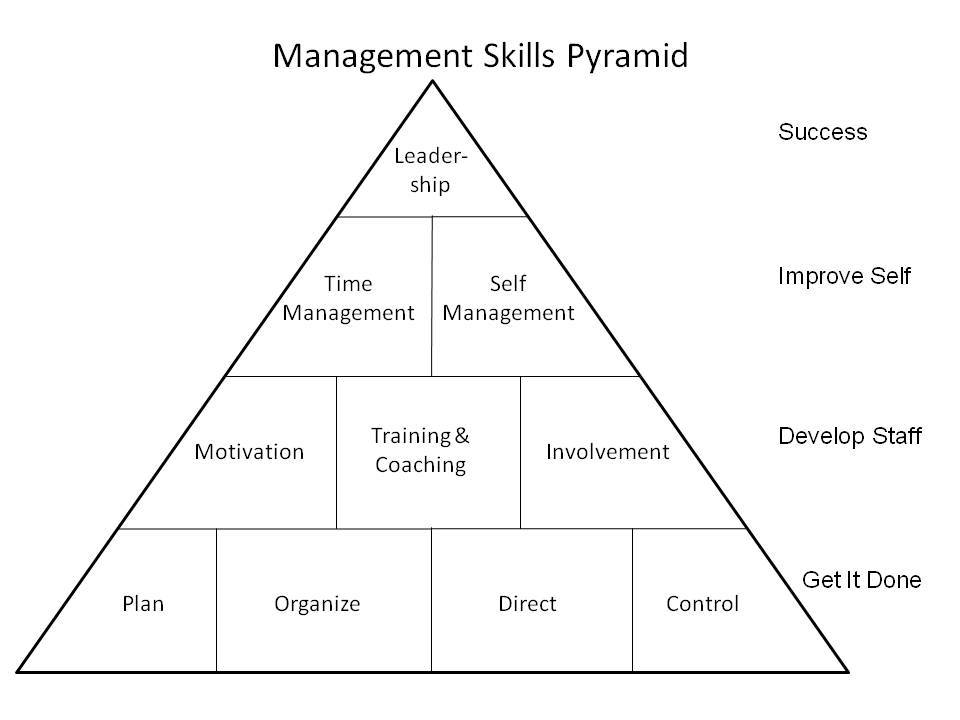 Management Skills Pyramid
Success
Leader-
ship
Improve Self
Time
Management
Self
Management
Develop Staff
Motivation
Training &
Coaching
Involvement
Get It Done
Plan
Organize
Direct
Control